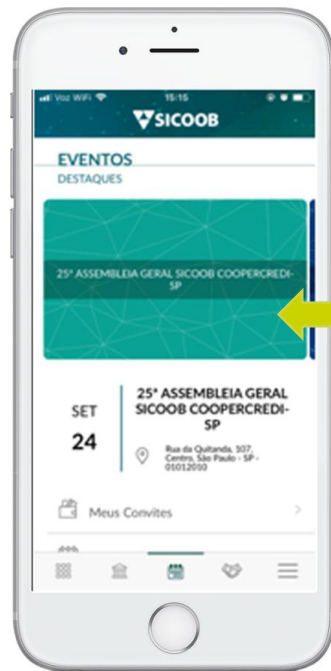 Voz WiFi 15:15
SICOOB
EVENTOS
DESTAQUES
25ª ASSEMBLEIA GERAL SICOOB COOPERCREDI-
SP
25ª ASSEMBLEIA GERAL
SICOOB COOPERCREDI-
SP
SET
24
Rua da Quitanda, 107,
Centro, São Paulo - SP -
01012010
Meus Convites